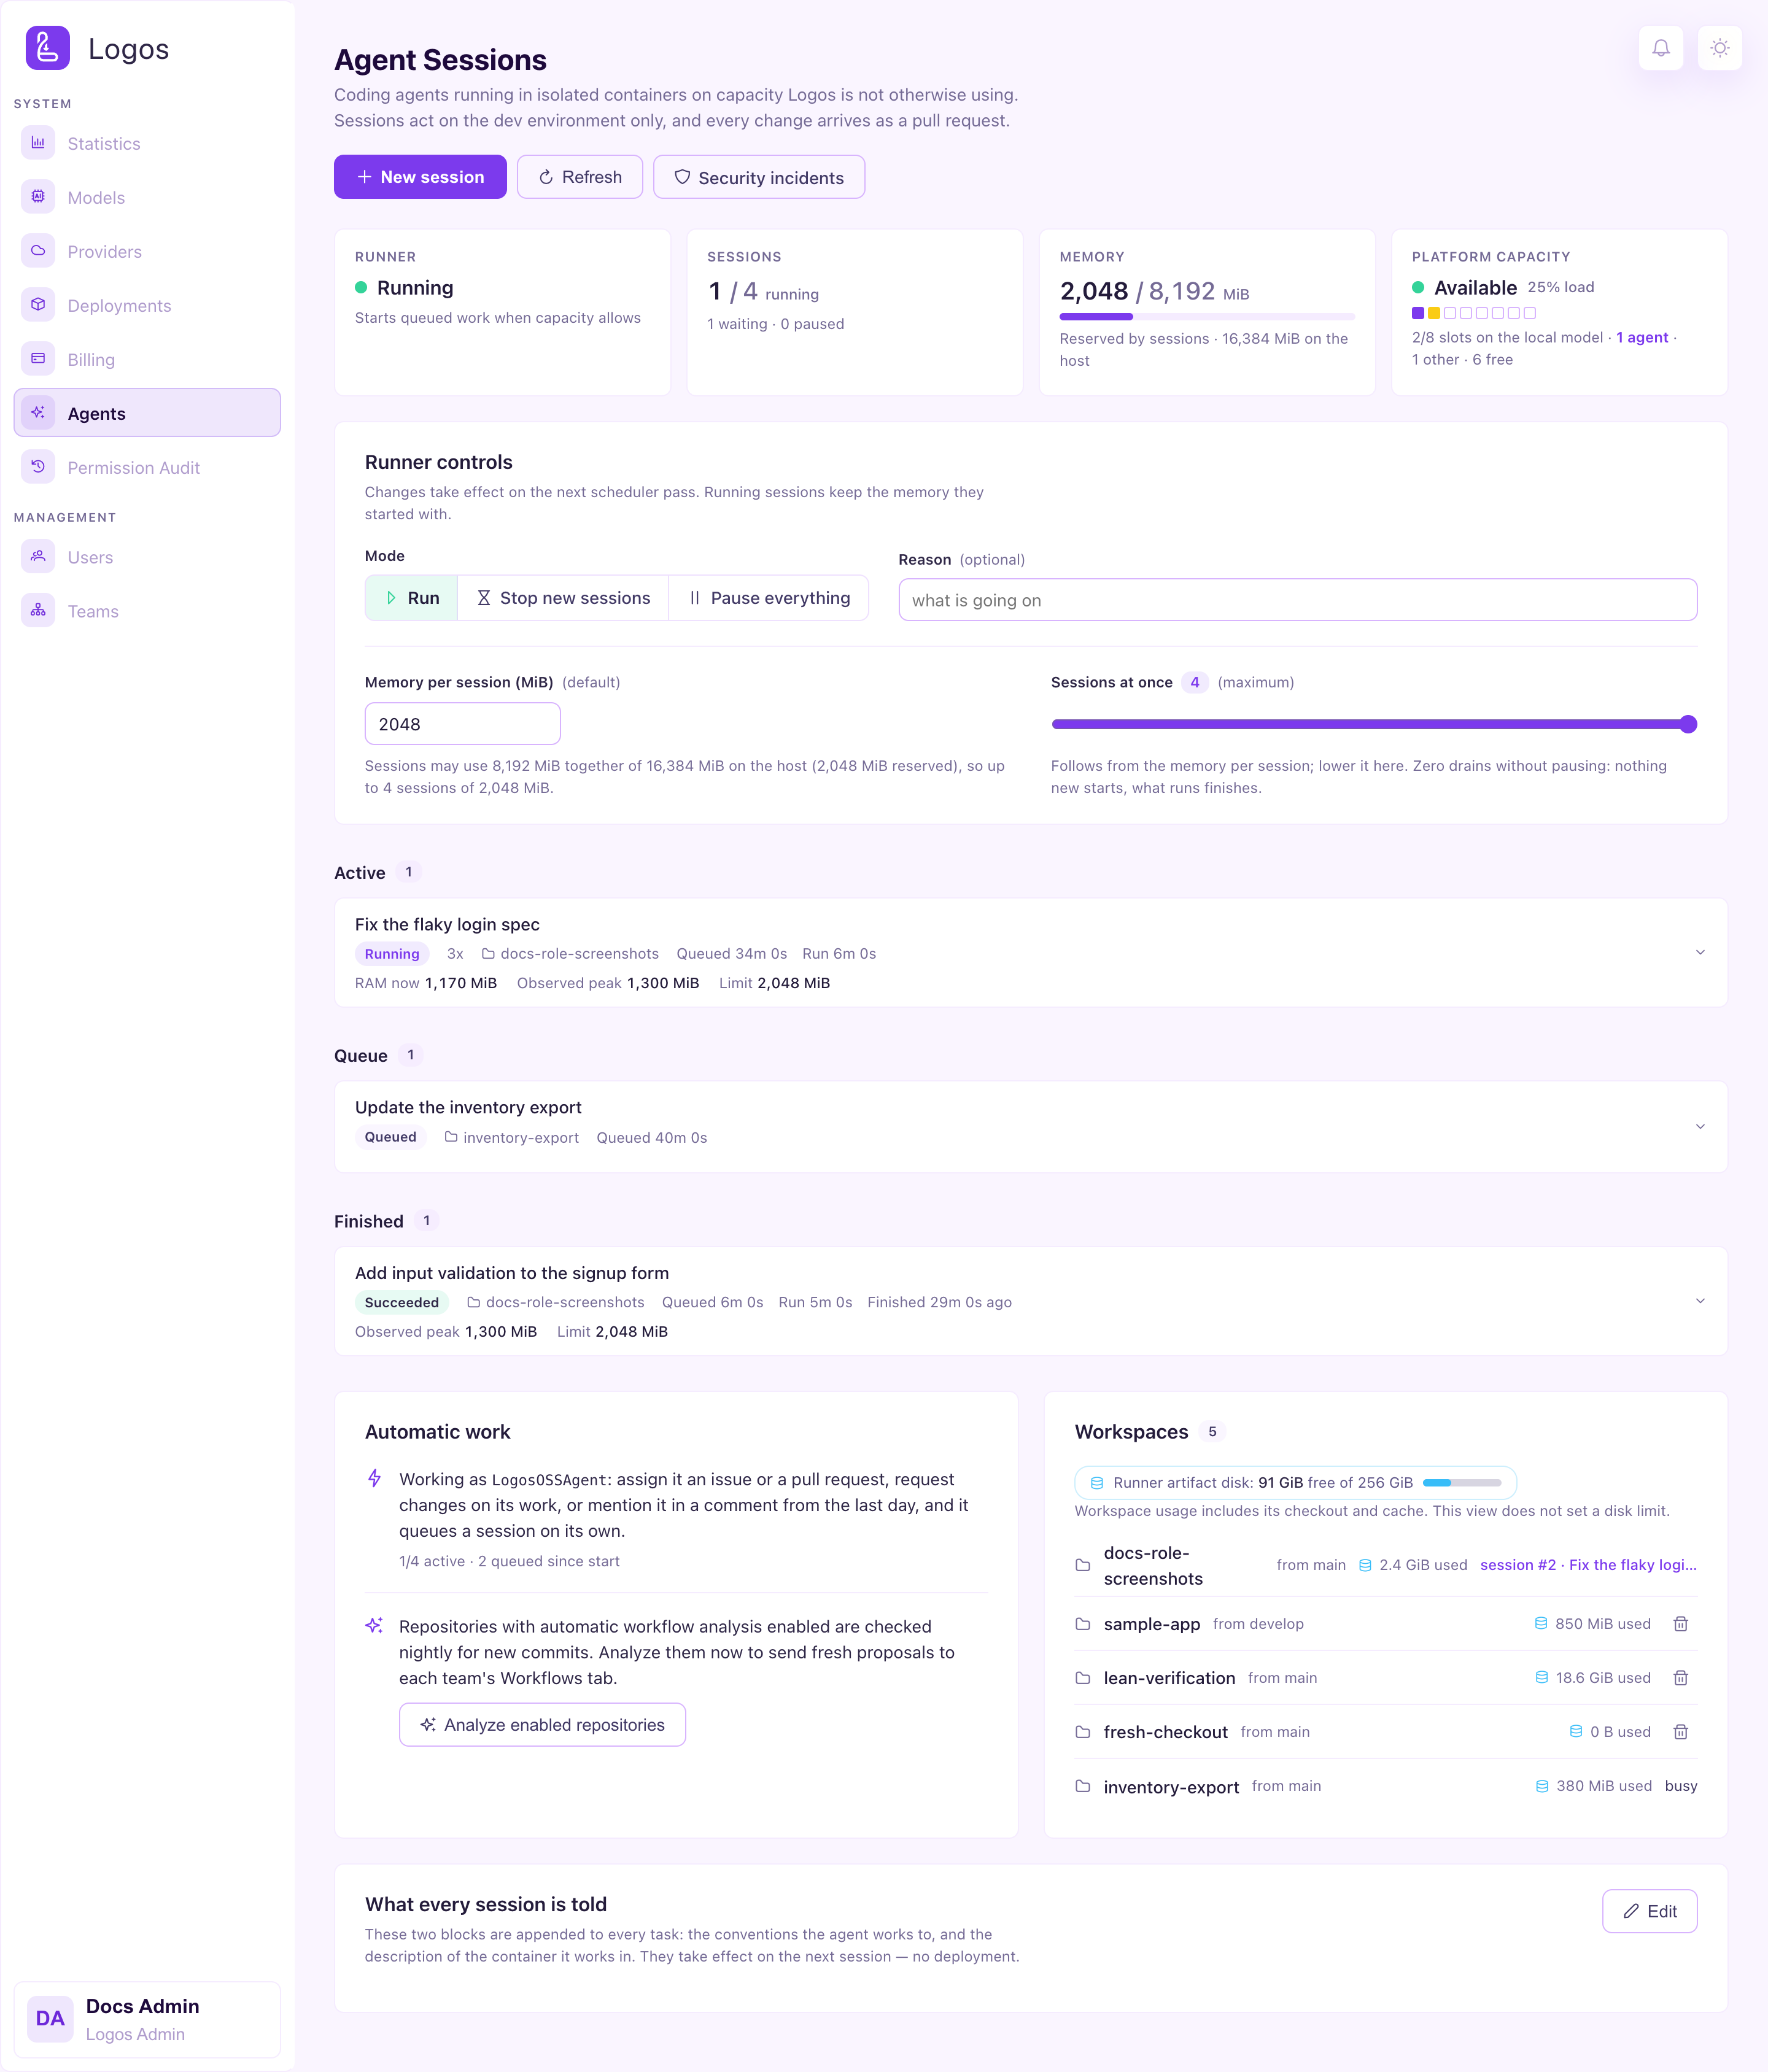 Logos
SYSTEM
Statistics
Models
Providers
Deployments
Billing
Agents
Permission Audit
MANAGEMENT
Users
Teams
DA
Docs Admin
Logos Admin
Agent Sessions
Coding agents running in isolated containers on capacity Logos is not otherwise using.
Sessions act on the dev environment only, and every change arrives as a pull request.
New session
Refresh
Security incidents
RUNNER
Running
Starts queued work when capacity allows
SESSIONS
1 / 4 running
1 waiting · 0 paused
MEMORY
2,048 / 8,192 MiB
Reserved by sessions · 16,384 MiB on the
host
PLATFORM CAPACITY
Available 25% load
2/8 slots on the local model · 1 agent ·
1 other · 6 free
Runner controls
Changes take effect on the next scheduler pass. Running sessions keep the memory they
started with.
Mode
Run
Stop new sessions
Pause everything
Reason (optional)
what is going on
Memory per session (MiB) (default)
2048
Sessions may use 8,192 MiB together of 16,384 MiB on the host (2,048 MiB reserved), so up
to 4 sessions of 2,048 MiB.
Sessions at once 4 (maximum)
Follows from the memory per session; lower it here. Zero drains without pausing: nothing
new starts, what runs finishes.
Active 1
Fix the flaky login spec
Running 3x docs-role-screenshots Queued 34m 0s Run 6m 0s
RAM now 1,170 MiB Observed peak 1,300 MiB Limit 2,048 MiB
Queue 1
Update the inventory export
Queued inventory-export Queued 40m 0s
Finished 1
Add input validation to the signup form
Succeeded docs-role-screenshots Queued 6m 0s Run 5m 0s Finished 29m 0s ago
Observed peak 1,300 MiB Limit 2,048 MiB
Automatic work
Working as LogosOSSAgent: assign it an issue or a pull request, request
changes on its work, or mention it in a comment from the last day, and it
queues a session on its own.
1/4 active · 2 queued since start
Repositories with automatic workflow analysis enabled are checked
nightly for new commits. Analyze them now to send fresh proposals to
each team's Workflows tab.
Analyze enabled repositories
Workspaces 5
Runner artifact disk: 91 GiB free of 256 GiB
Workspace usage includes its checkout and cache. This view does not set a disk limit.
docs-role-
screenshots
from main 2.4 GiB used session #2 · Fix the flaky logi...
sample-app from develop 850 MiB used
lean-verification from main 18.6 GiB used
fresh-checkout from main 0 B used
inventory-export from main 380 MiB used busy
What every session is told
These two blocks are appended to every task: the conventions the agent works to, and the
description of the container it works in. They take effect on the next session — no deployment.
Edit